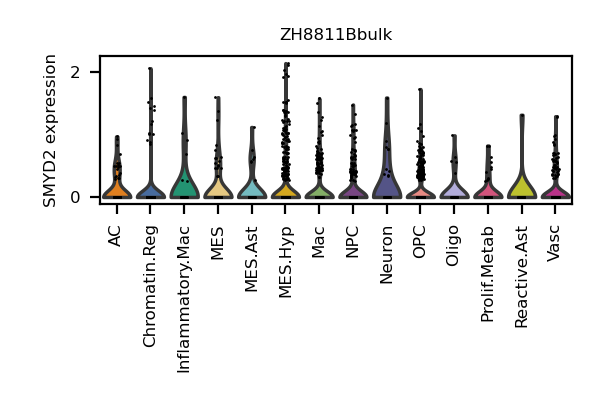 ZH8811Bbulk
SMYD2 expression
2
0
AC
Chromatin.Reg
Inflammatory.Mac
MES
MES.Ast
MES.Hyp
Mac
NPC
Neuron
OPC
Oligo
Prolif.Metab
Reactive.Ast
Vasc